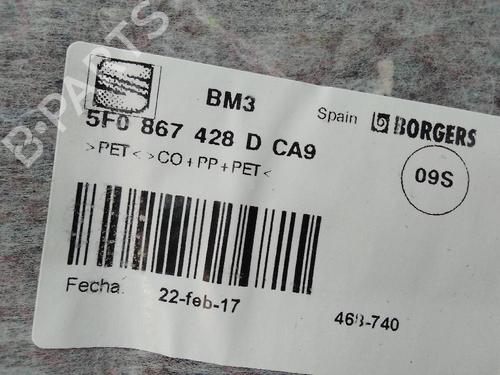 BM3
Spain BORGERS
5F0 867 428 D CA9
>PET< >CO+PP+PET<
09S
Fecha: 22-feb-17
468-740
B-PARTS